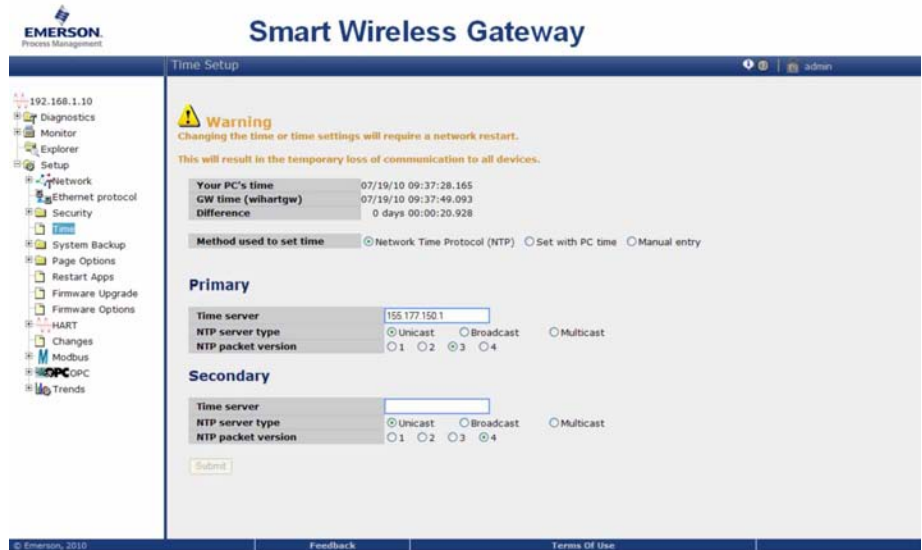 EMERSON
Process Management
Smart Wireless Gateway
Time Setup
admin
192.168.1.10
Diagnostics
Monitor
Explorer
Setup
Network
Ethernet protocol
Security
Time
System Backup
Page Options
Restart Apps
Firmware Upgrade
Firmware Options
HART
Changes
Modbus
OPC OPC
Trends
Warning
Changing the time or time settings will require a network restart.
This will result in the temporary loss of communication to all devices.
Your PC's time 07/19/10 09:37:28.165
GW time (wihartgw) 07/19/10 09:37:49.093
Difference 0 days 00:00:20.928
Method used to set time Network Time Protocol (NTP) Set with PC time Manual entry
Primary
Time server 155.177.150.1
NTP server type Unicast Broadcast Multicast
NTP packet version 1 2 3 4
Secondary
Time server
NTP server type Unicast Broadcast Multicast
NTP packet version 1 2 3 4
Submit
© Emerson, 2010 Feedback Terms Of Use